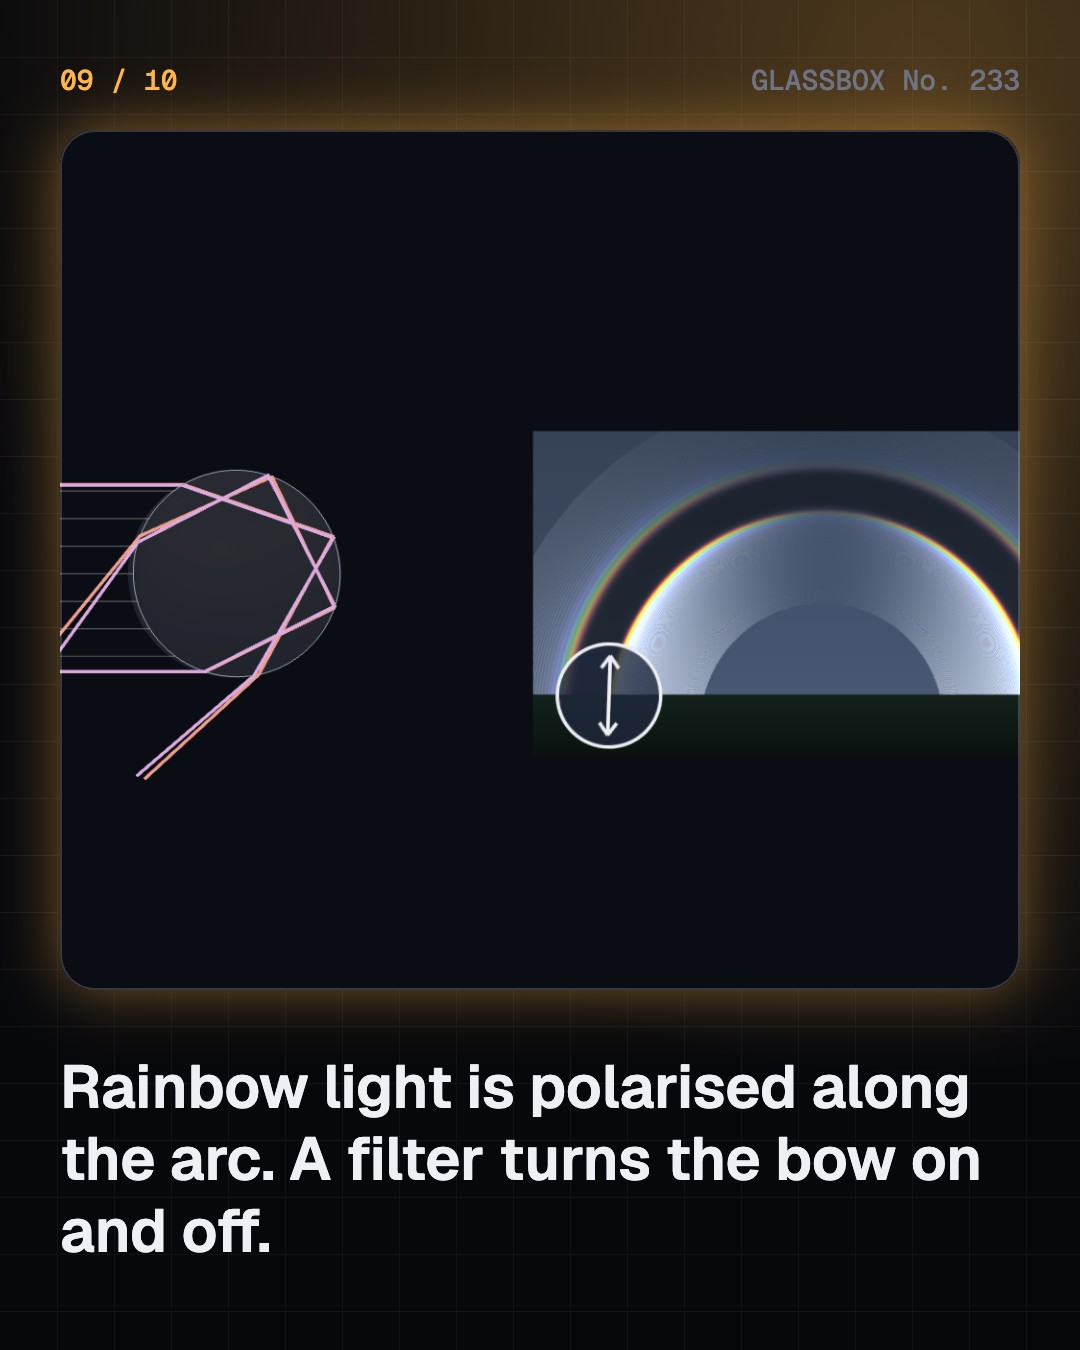 09 / 10
GLASSBOX No. 233
Rainbow light is polarised along
the arc. A filter turns the bow on
and off.